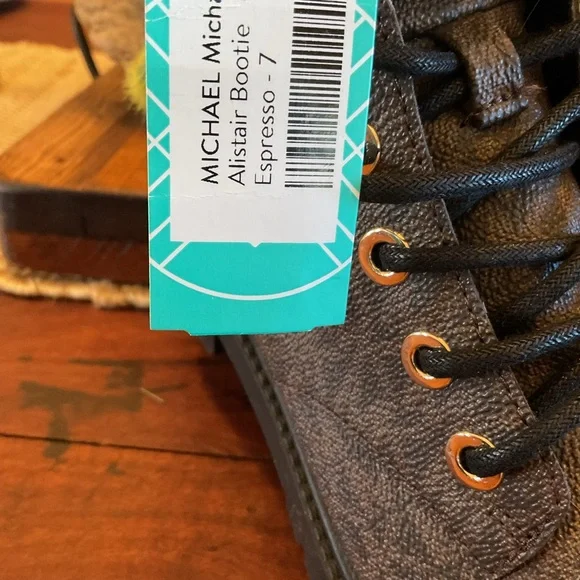 MICHAEL Micha
Alistair Bootie
Espresso - 7